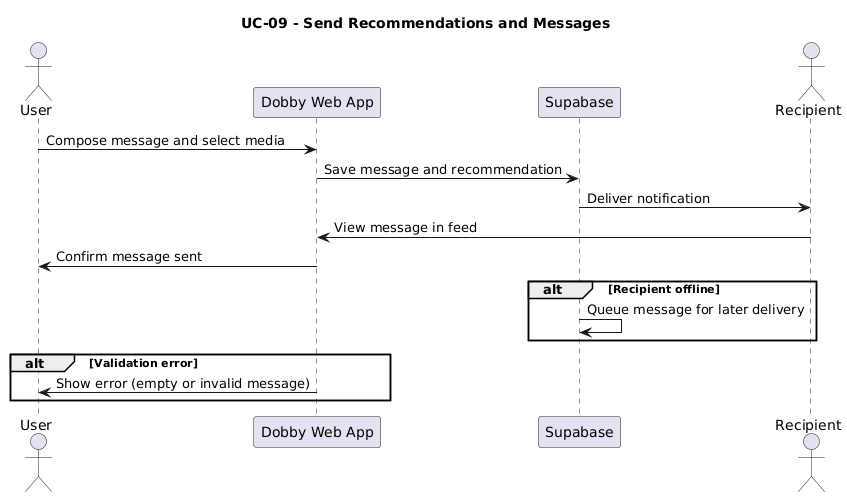 UC-09 - Send Recommendations and Messages
User
Dobby Web App
Supabase
Recipient
Compose message and select media
Save message and recommendation
Deliver notification
View message in feed
Confirm message sent
alt [Recipient offline]
Queue message for later delivery
alt [Validation error]
Show error (empty or invalid message)
User
Dobby Web App
Supabase
Recipient